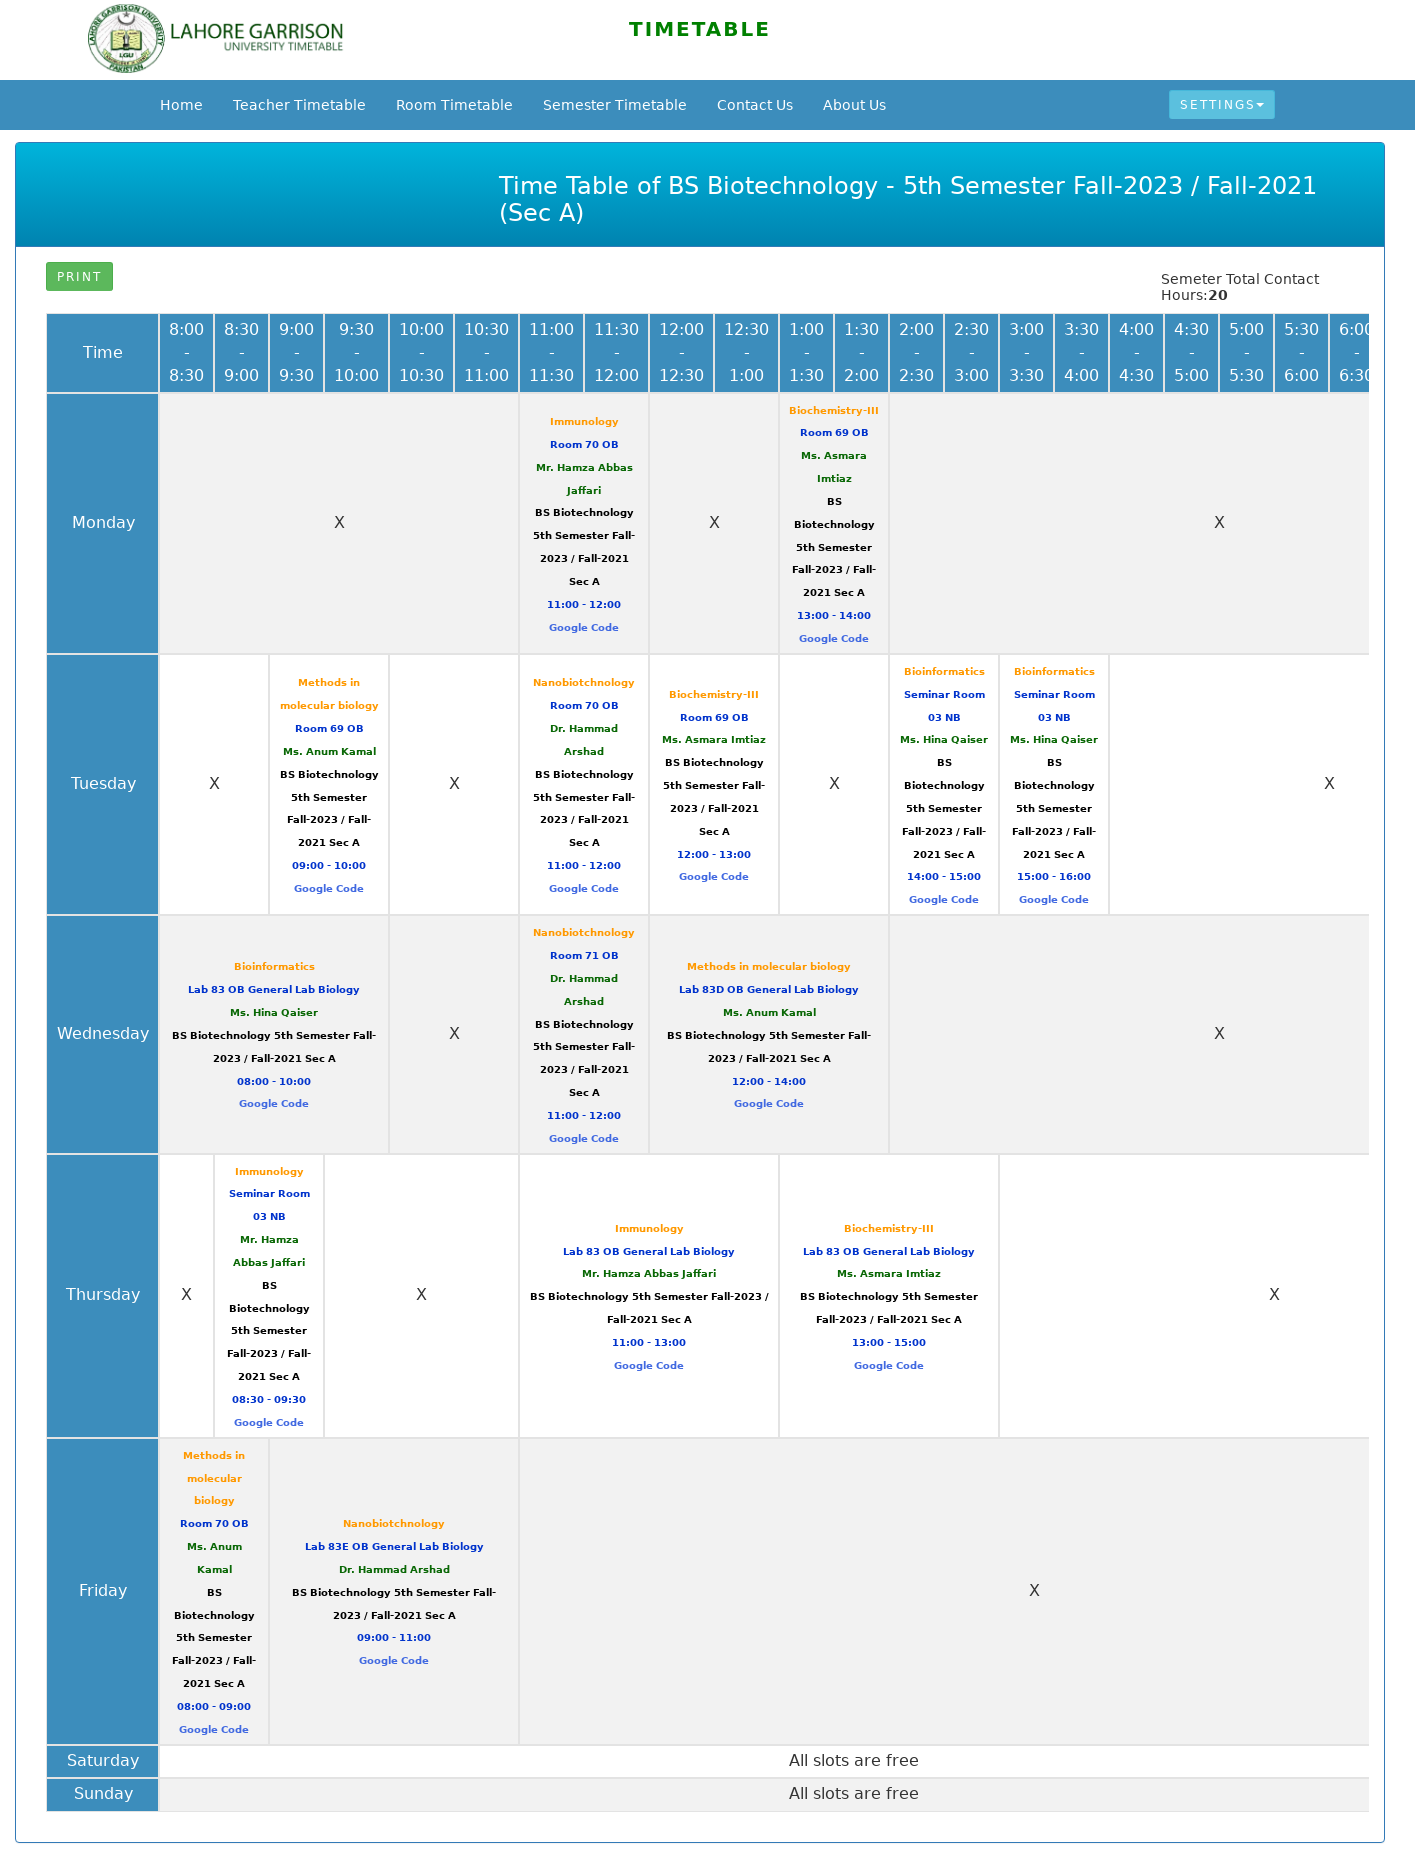 LAHORE GARRISON
UNIVERSITY TIMETABLE
LAHORE GARRISON UNIVERSITY
LGU
PAKISTAN
TIMETABLE
Home Teacher Timetable Room Timetable Semester Timetable Contact Us About Us SETTINGS
Time Table of BS Biotechnology - 5th Semester Fall-2023 / Fall-2021
(Sec A)
PRINT
Semeter Total Contact
Hours:20
Time
8:00 - 8:30
8:30 - 9:00
9:00 - 9:30
9:30 - 10:00
10:00 - 10:30
10:30 - 11:00
11:00 - 11:30
11:30 - 12:00
12:00 - 12:30
12:30 - 1:00
1:00 - 1:30
1:30 - 2:00
2:00 - 2:30
2:30 - 3:00
3:00 - 3:30
3:30 - 4:00
4:00 - 4:30
4:30 - 5:00
5:00 - 5:30
5:30 - 6:00
6:00 - 6:30
Monday
X
Immunology
Room 70 OB
Mr. Hamza Abbas
Jaffari
BS Biotechnology
5th Semester Fall-
2023 / Fall-2021
Sec A
11:00 - 12:00
Google Code
X
Biochemistry-III
Room 69 OB
Ms. Asmara
Imtiaz
BS
Biotechnology
5th Semester
Fall-2023 / Fall-
2021 Sec A
13:00 - 14:00
Google Code
X
Tuesday
X
Methods in
molecular biology
Room 69 OB
Ms. Anum Kamal
BS Biotechnology
5th Semester
Fall-2023 / Fall-
2021 Sec A
09:00 - 10:00
Google Code
X
Nanobiotchnology
Room 70 OB
Dr. Hammad
Arshad
BS Biotechnology
5th Semester Fall-
2023 / Fall-2021
Sec A
11:00 - 12:00
Google Code
Biochemistry-III
Room 69 OB
Ms. Asmara Imtiaz
BS Biotechnology
5th Semester Fall-
2023 / Fall-2021
Sec A
12:00 - 13:00
Google Code
X
Bioinformatics
Seminar Room
03 NB
Ms. Hina Qaiser
BS
Biotechnology
5th Semester
Fall-2023 / Fall-
2021 Sec A
14:00 - 15:00
Google Code
Bioinformatics
Seminar Room
03 NB
Ms. Hina Qaiser
BS
Biotechnology
5th Semester
Fall-2023 / Fall-
2021 Sec A
15:00 - 16:00
Google Code
X
Wednesday
Bioinformatics
Lab 83 OB General Lab Biology
Ms. Hina Qaiser
BS Biotechnology 5th Semester Fall-
2023 / Fall-2021 Sec A
08:00 - 10:00
Google Code
X
Nanobiotchnology
Room 71 OB
Dr. Hammad
Arshad
BS Biotechnology
5th Semester Fall-
2023 / Fall-2021
Sec A
11:00 - 12:00
Google Code
Methods in molecular biology
Lab 83D OB General Lab Biology
Ms. Anum Kamal
BS Biotechnology 5th Semester Fall-
2023 / Fall-2021 Sec A
12:00 - 14:00
Google Code
X
Thursday
X
Immunology
Seminar Room
03 NB
Mr. Hamza
Abbas Jaffari
BS
Biotechnology
5th Semester
Fall-2023 / Fall-
2021 Sec A
08:30 - 09:30
Google Code
X
Immunology
Lab 83 OB General Lab Biology
Mr. Hamza Abbas Jaffari
BS Biotechnology 5th Semester Fall-2023 /
Fall-2021 Sec A
11:00 - 13:00
Google Code
Biochemistry-III
Lab 83 OB General Lab Biology
Ms. Asmara Imtiaz
BS Biotechnology 5th Semester
Fall-2023 / Fall-2021 Sec A
13:00 - 15:00
Google Code
X
Friday
Methods in
molecular
biology
Room 70 OB
Ms. Anum
Kamal
BS
Biotechnology
5th Semester
Fall-2023 / Fall-
2021 Sec A
08:00 - 09:00
Google Code
Nanobiotchnology
Lab 83E OB General Lab Biology
Dr. Hammad Arshad
BS Biotechnology 5th Semester Fall-
2023 / Fall-2021 Sec A
09:00 - 11:00
Google Code
X
Saturday
All slots are free
Sunday
All slots are free